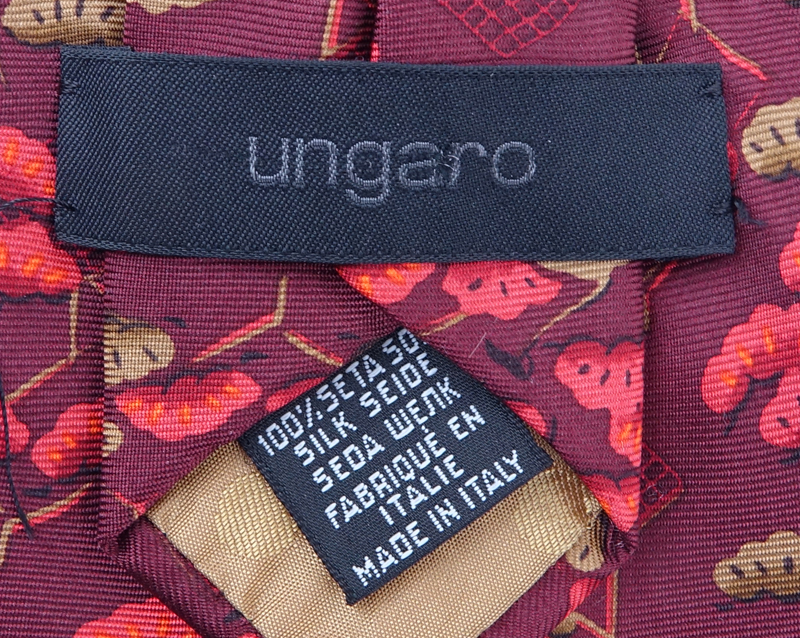 ungaro
100% SETA SO
SILK SEIDE
SEDA ШЕЛК
FABRIQUÉ EN
ITALIE
MADE IN ITALY